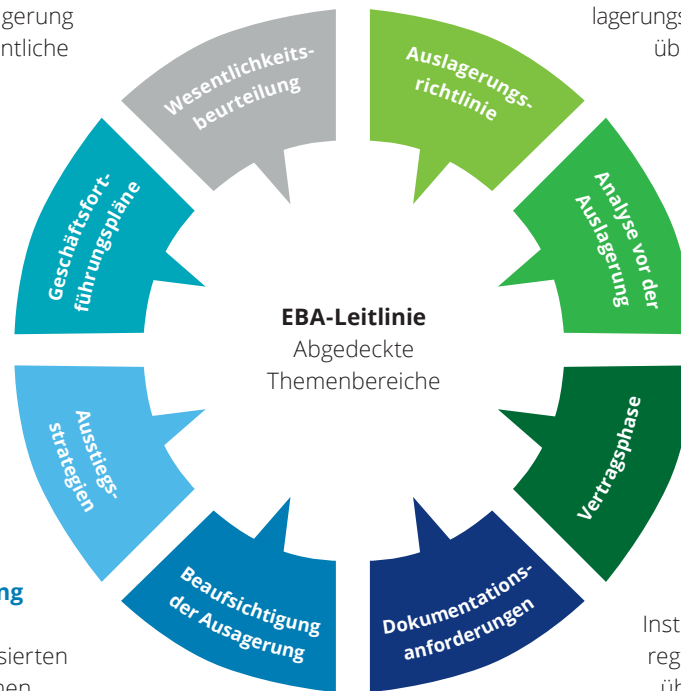 gerung
ntliche
lagerungs
üb
Wesentlichkeits-
beurteilung
Auslagerungs-
richtlinie
Geschäftsfort-
führungspläne
Analyse vor der
Auslagerung
EBA-Leitlinie
Abgedeckte
Themenbereiche
Ausstiegs-
strategien
Vertragsphase
Beaufsichtigung
der Ausagerung
Dokumentations-
anforderungen
ng
sierten
Inst
reg